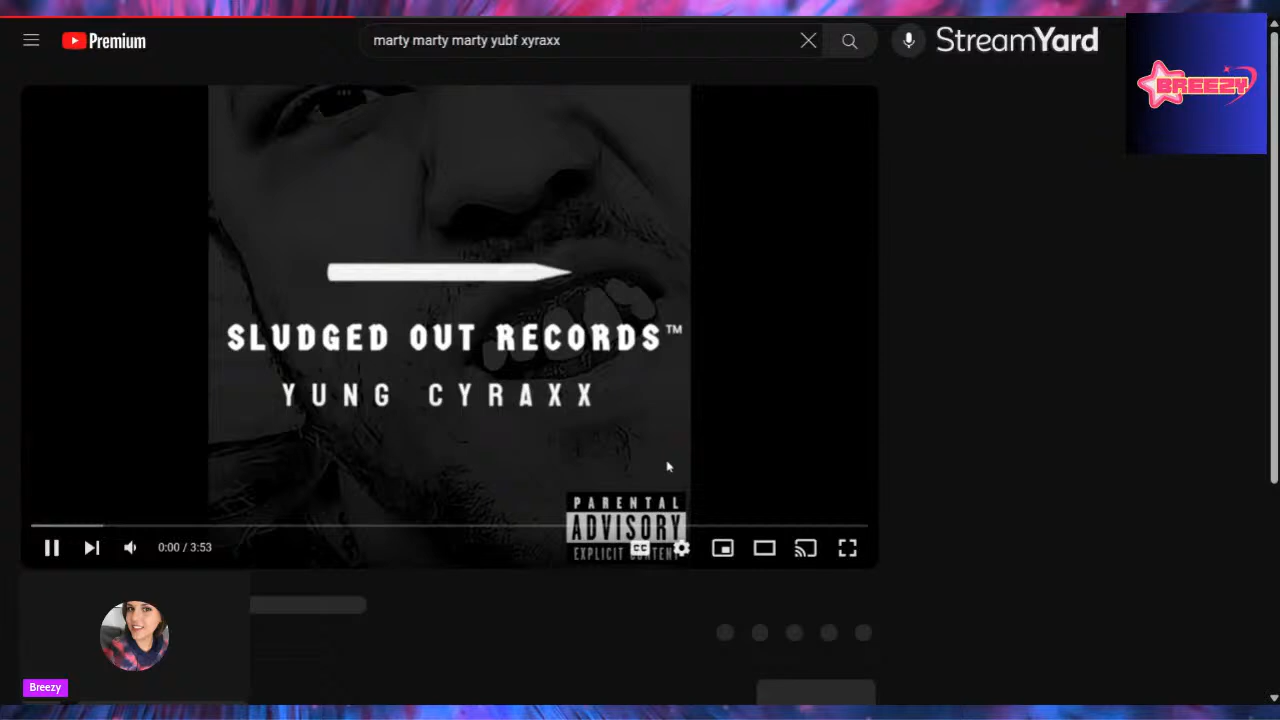 Premium
marty marty marty yubf xyraxx
StreamYard
BREEZY
SLUDGED OUT RECORDS™
YUNG CYRAXX
PARENTAL
ADVISORY
EXPLICIT CONTENT
CC
0:00 / 3:53
Breezy